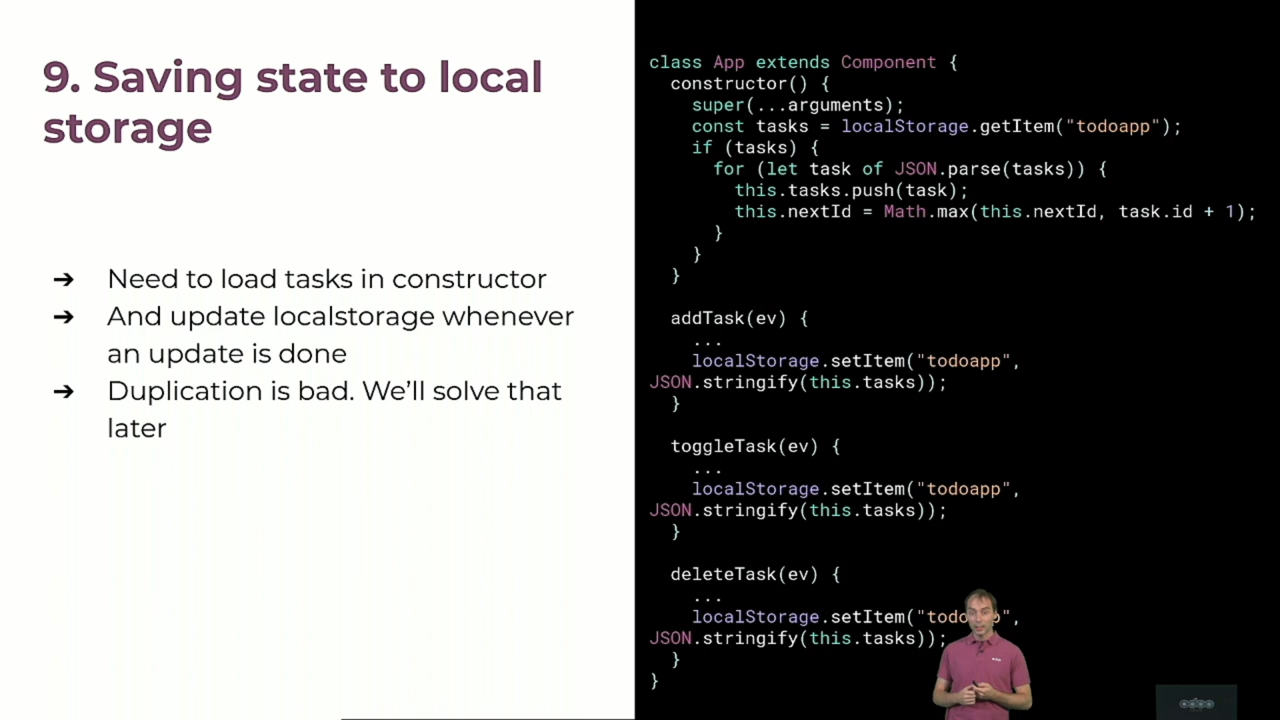 9. Saving state to local
storage
➔ Need to load tasks in constructor
➔ And update localstorage whenever
an update is done
➔ Duplication is bad. We’ll solve that
later
class App extends Component {
  constructor() {
    super(...arguments);
    const tasks = localStorage.getItem("todoapp");
    if (tasks) {
      for (let task of JSON.parse(tasks)) {
        this.tasks.push(task);
        this.nextId = Math.max(this.nextId, task.id + 1);
      }
    }
  }
  addTask(ev) {
    ...
    localStorage.setItem("todoapp",
JSON.stringify(this.tasks));
  }
  toggleTask(ev) {
    ...
    localStorage.setItem("todoapp",
JSON.stringify(this.tasks));
  }
  deleteTask(ev) {
    ...
    localStorage.setItem("todoapp",
JSON.stringify(this.tasks));
  }
}
odoo